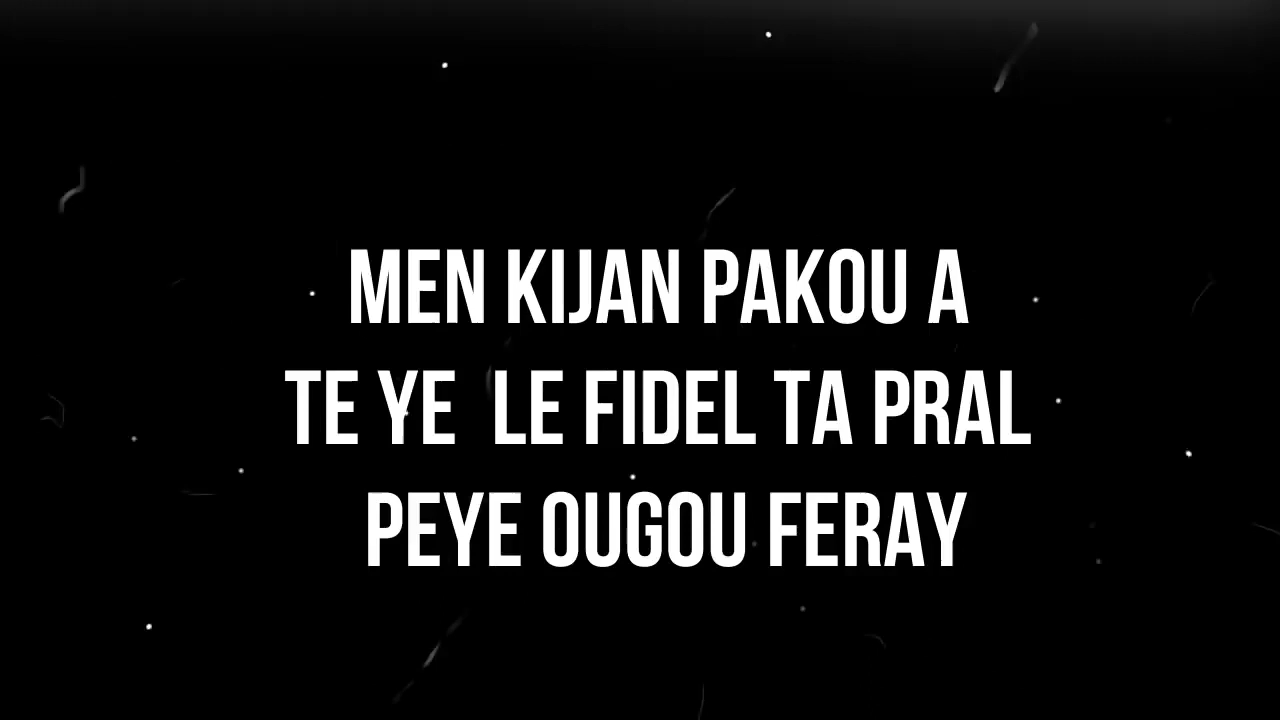 MEN KIJAN PAKOU A
TE YE LE FIDEL TA PRAL
PEYE OUGOU FERAY